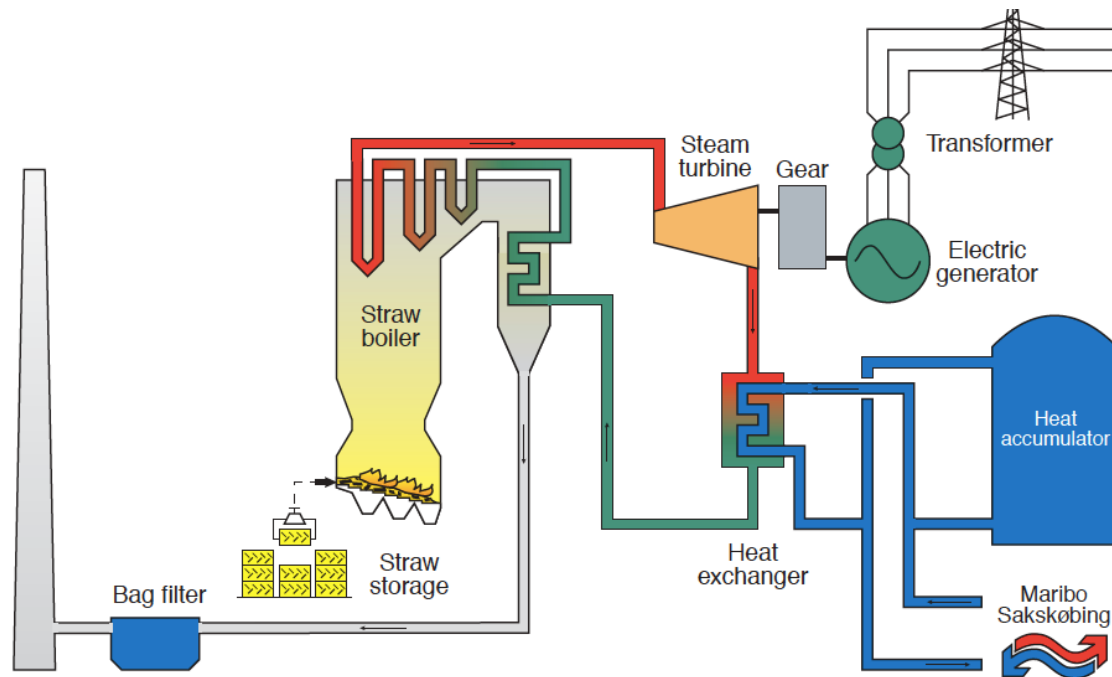 Steam
turbine
Gear
Transformer
Electric
generator
Straw
boiler
Heat
accumulator
Heat
exchanger
Straw
storage
Bag filter
Maribo
Sakskøbing